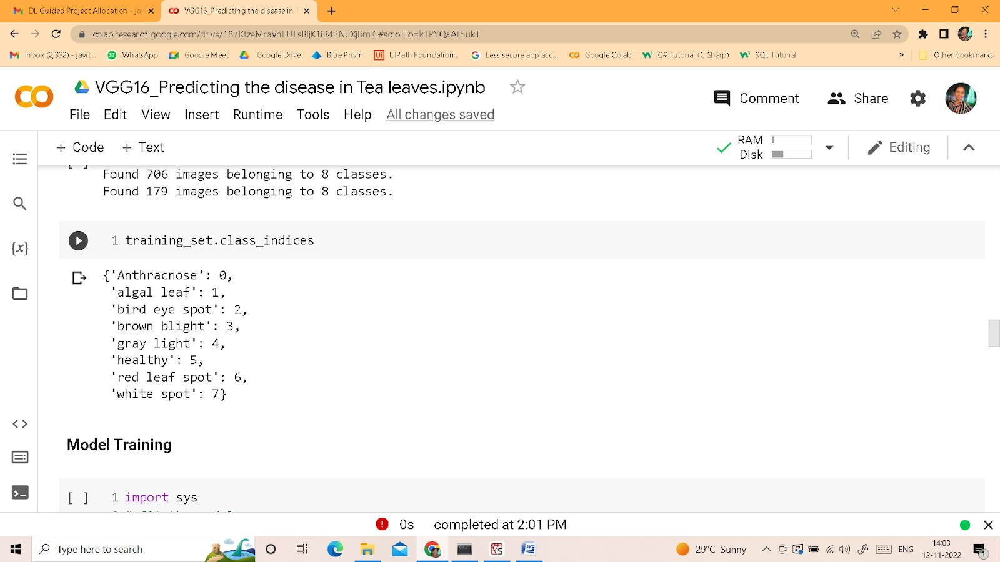 DL Guided Project Allocation - ja
VGG16_Predicting the disease in T
colab.research.google.com/drive/187KtzeMraVnFUFsBljK1iB43NuXjRmlC#scrollTo=kTPYQaAT5ukT
Inbox (2,332) - jayit... WhatsApp Google Meet Google Drive Blue Prism UiPath Foundation... Less secure app acc... Google Colab C# Tutorial (C Sharp) SQL Tutorial » Other bookmarks
VGG16_Predicting the disease in Tea leaves.ipynb
Comment Share
File Edit View Insert Runtime Tools Help All changes saved
+ Code + Text
RAM
Disk
Editing
Found 706 images belonging to 8 classes.
Found 179 images belonging to 8 classes.
{x}
1 training_set.class_indices
{'Anthracnose': 0,
'algal leaf': 1,
'bird eye spot': 2,
'brown blight': 3,
'gray light': 4,
'healthy': 5,
'red leaf spot': 6,
'white spot': 7}
Model Training
[ ] 1 import sys
0s completed at 2:01 PM
Type here to search
29°C Sunny
ENG
14:03
12-11-2022
1